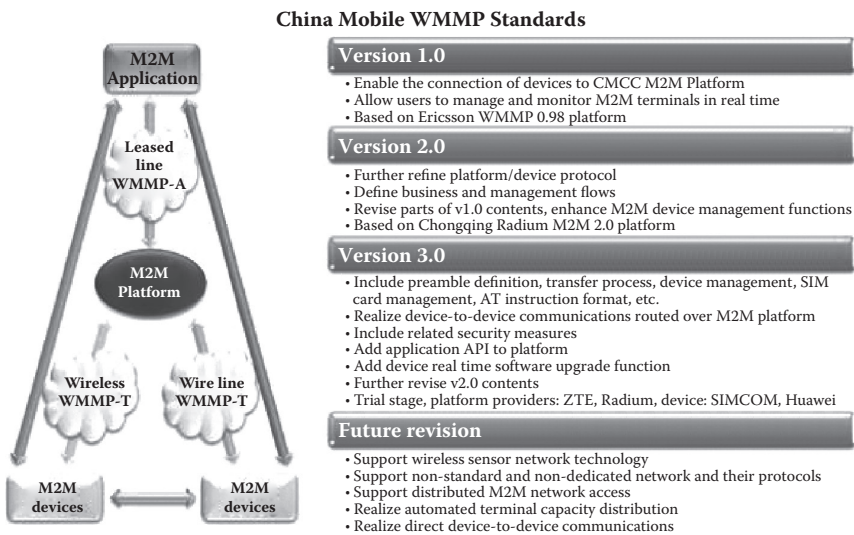 China Mobile WMMP Standards
M2M
Application
Leased
line
WMMP-A
M2M
Platform
Wireless
WMMP-T
Wire line
WMMP-T
M2M
devices
M2M
devices
Version 1.0
• Enable the connection of devices to CMCC M2M Platform
• Allow users to manage and monitor M2M terminals in real time
• Based on Ericsson WMMP 0.98 platform
Version 2.0
• Further refine platform/device protocol
• Define business and management flows
• Revise parts of v1.0 contents, enhance M2M device management functions
• Based on Chongqing Radium M2M 2.0 platform
Version 3.0
• Include preamble definition, transfer process, device management, SIM
card management, AT instruction format, etc.
• Realize device-to-device communications routed over M2M platform
• Include related security measures
• Add application API to platform
• Add device real time software upgrade function
• Further revise v2.0 contents
• Trial stage, platform providers: ZTE, Radium, device: SIMCOM, Huawei
Future revision
• Support wireless sensor network technology
• Support non-standard and non-dedicated network and their protocols
• Support distributed M2M network access
• Realize automated terminal capacity distribution
• Realize direct device-to-device communications